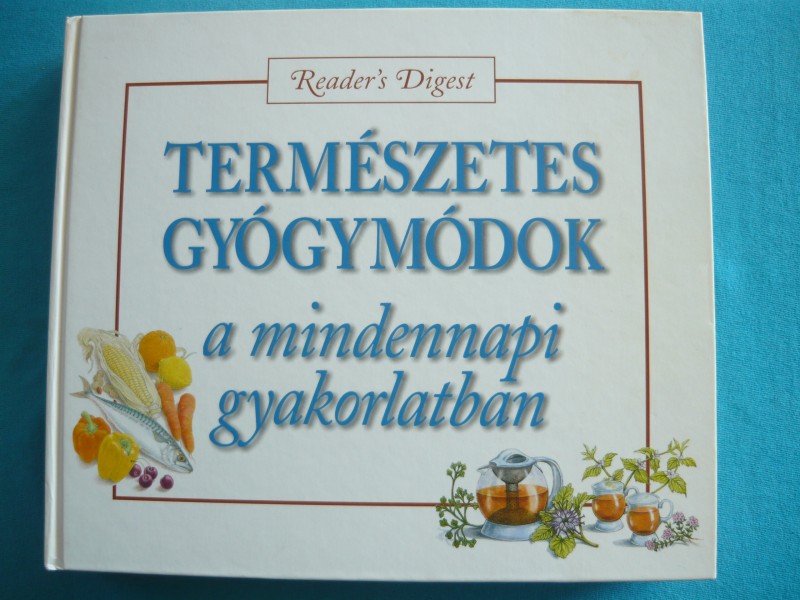 Reader's Digest
TERMÉSZETES
GYÓGYMÓDOK
a mindennapi
gyakorlatban